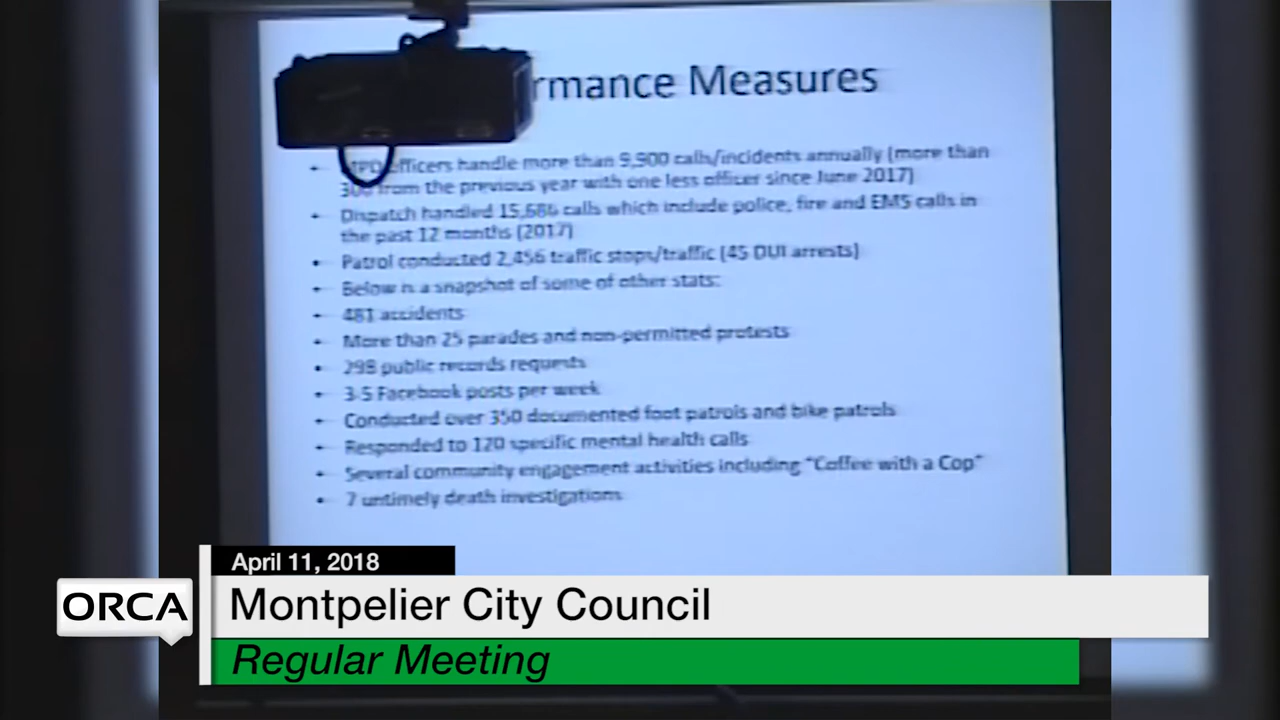 rmance Measures
officers handle more than 9,900 calls/incidents annually (more than
300 from the previous year with one less officer since June 2017)
• Dispatch handled 15,686 calls which include police, fire and EMS calls in
the past 12 months (2017)
• Patrol conducted 2,456 traffic stops/traffic (45 DUI arrests)
• Below is a snapshot of some of other stats:
• 481 accidents
• More than 25 parades and non-permitted protests
• 298 public records requests
• 3-5 Facebook posts per week
• Conducted over 350 documented foot patrols and bike patrols
• Responded to 120 specific mental health calls
• Several community engagement activities including "Coffee with a Cop"
• 7 untimely death investigations
April 11, 2018
ORCA
Montpelier City Council
Regular Meeting